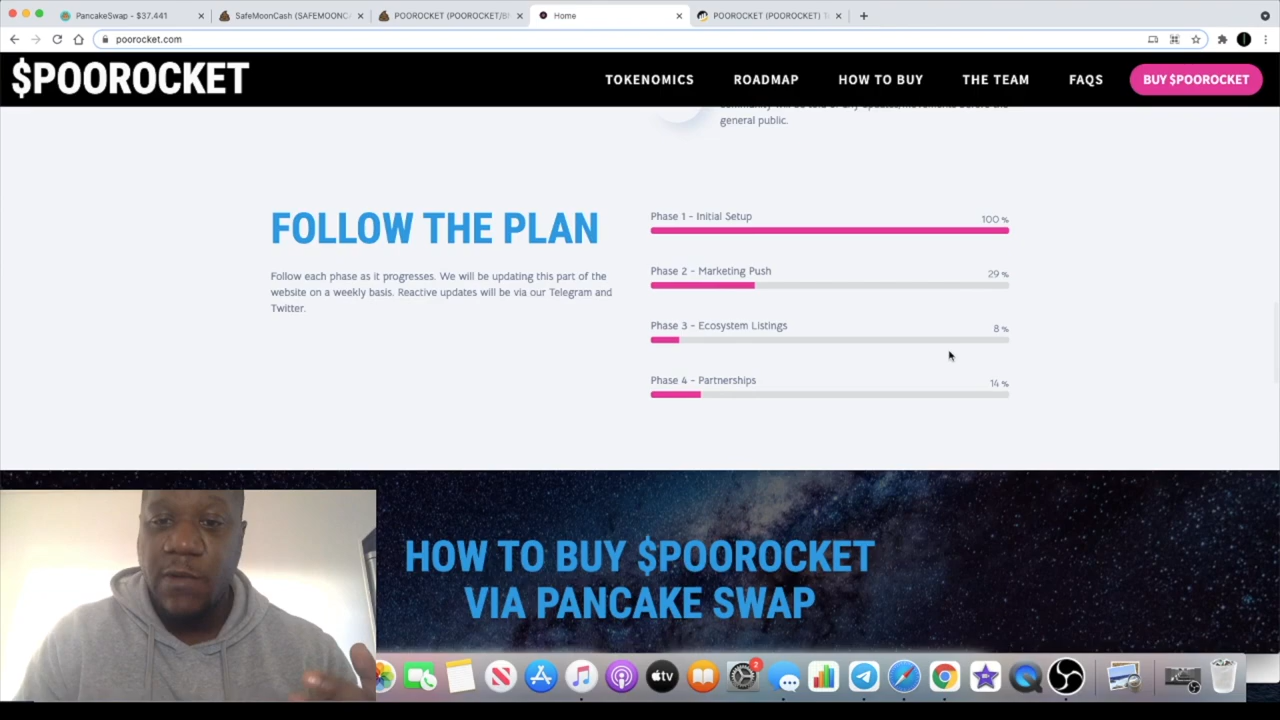 PancakeSwap - $37.441
SafeMoonCash (SAFEMOONC
POOROCKET (POOROCKET/B
Home
POOROCKET (POOROCKET) T
poorocket.com
$POOROCKET
TOKENOMICS
ROADMAP
HOW TO BUY
THE TEAM
FAQS
BUY $POOROCKET
general public.
FOLLOW THE PLAN
Follow each phase as it progresses. We will be updating this part of the
website on a weekly basis. Reactive updates will be via our Telegram and
Twitter.
Phase 1 - Initial Setup
100 %
Phase 2 - Marketing Push
29 %
Phase 3 - Ecosystem Listings
8 %
Phase 4 - Partnerships
14 %
HOW TO BUY $POOROCKET
VIA PANCAKE SWAP
tv
2